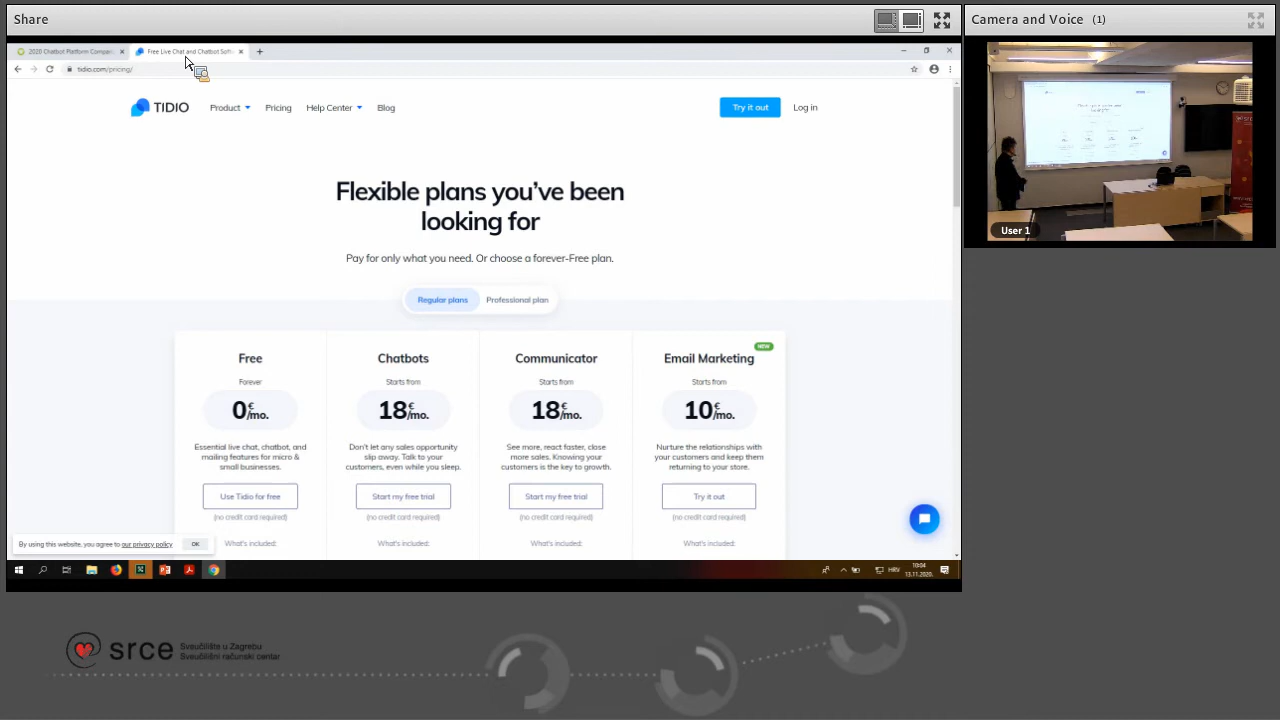 Share
Camera and Voice (1)
2020 Chatbot Platform Compari
Free Live Chat and Chatbot Softw
tidio.com/pricing/
TIDIO
Product
Pricing
Help Center
Blog
Try it out
Log in
Flexible plans you've been
looking for
Pay for only what you need. Or choose a forever-Free plan.
Regular plans
Professional plan
Free
Forever
0 €/mo.
Essential live chat, chatbot, and
mailing features for micro &
small businesses.
Use Tidio for free
(no credit card required)
What's included:
Chatbots
Starts from
18 €/mo.
Don't let any sales opportunity
slip away. Talk to your
customers, even while you sleep.
Start my free trial
(no credit card required)
What's included:
Communicator
Starts from
18 €/mo.
See more, react faster, close
more sales. Knowing your
customers is the key to growth.
Start my free trial
(no credit card required)
What's included:
NEW
Email Marketing
Starts from
10 €/mo.
Nurture the relationships with
your customers and keep them
returning to your store.
Try it out
(no credit card required)
What's included:
By using this website, you agree to our privacy policy
OK
HRV
10:04
13.11.2020.
User 1
srce
Sveučilište u Zagrebu
Sveučilišni računski centar